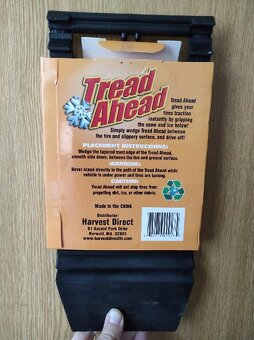 Tread
Ahead
Tread Ahead
gives your
tires traction
instantly by gripping
the snow and ice below!
Simply wedge Tread Ahead between
the tire and slippery surface, and drive off!
PLACEMENT INSTRUCTIONS:
Wedge the tapered front edge of the Tread Ahead,
smooth side down, between the tire and ground surface.
WARNING:
Never stand directly in the path of the Tread Ahead while
vehicle is under power and tires are turning.
CAUTION:
Tread Ahead will not stop tires from
propelling dirt, ice, or other debris.
Made in the CHINA
Distributor:
Harvest Direct
61 Accord Park Drive
Norwell, MA. 02061
www.harvestdirecttv.com